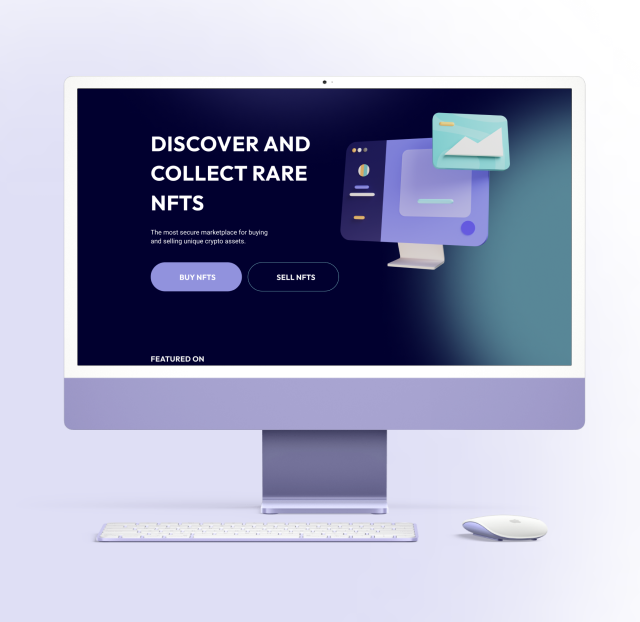 DISCOVER AND
COLLECT RARE
NFTS
The most secure marketplace for buying
and selling unique crypto assets.
BUY NFTS
SELL NFTS
FEATURED ON